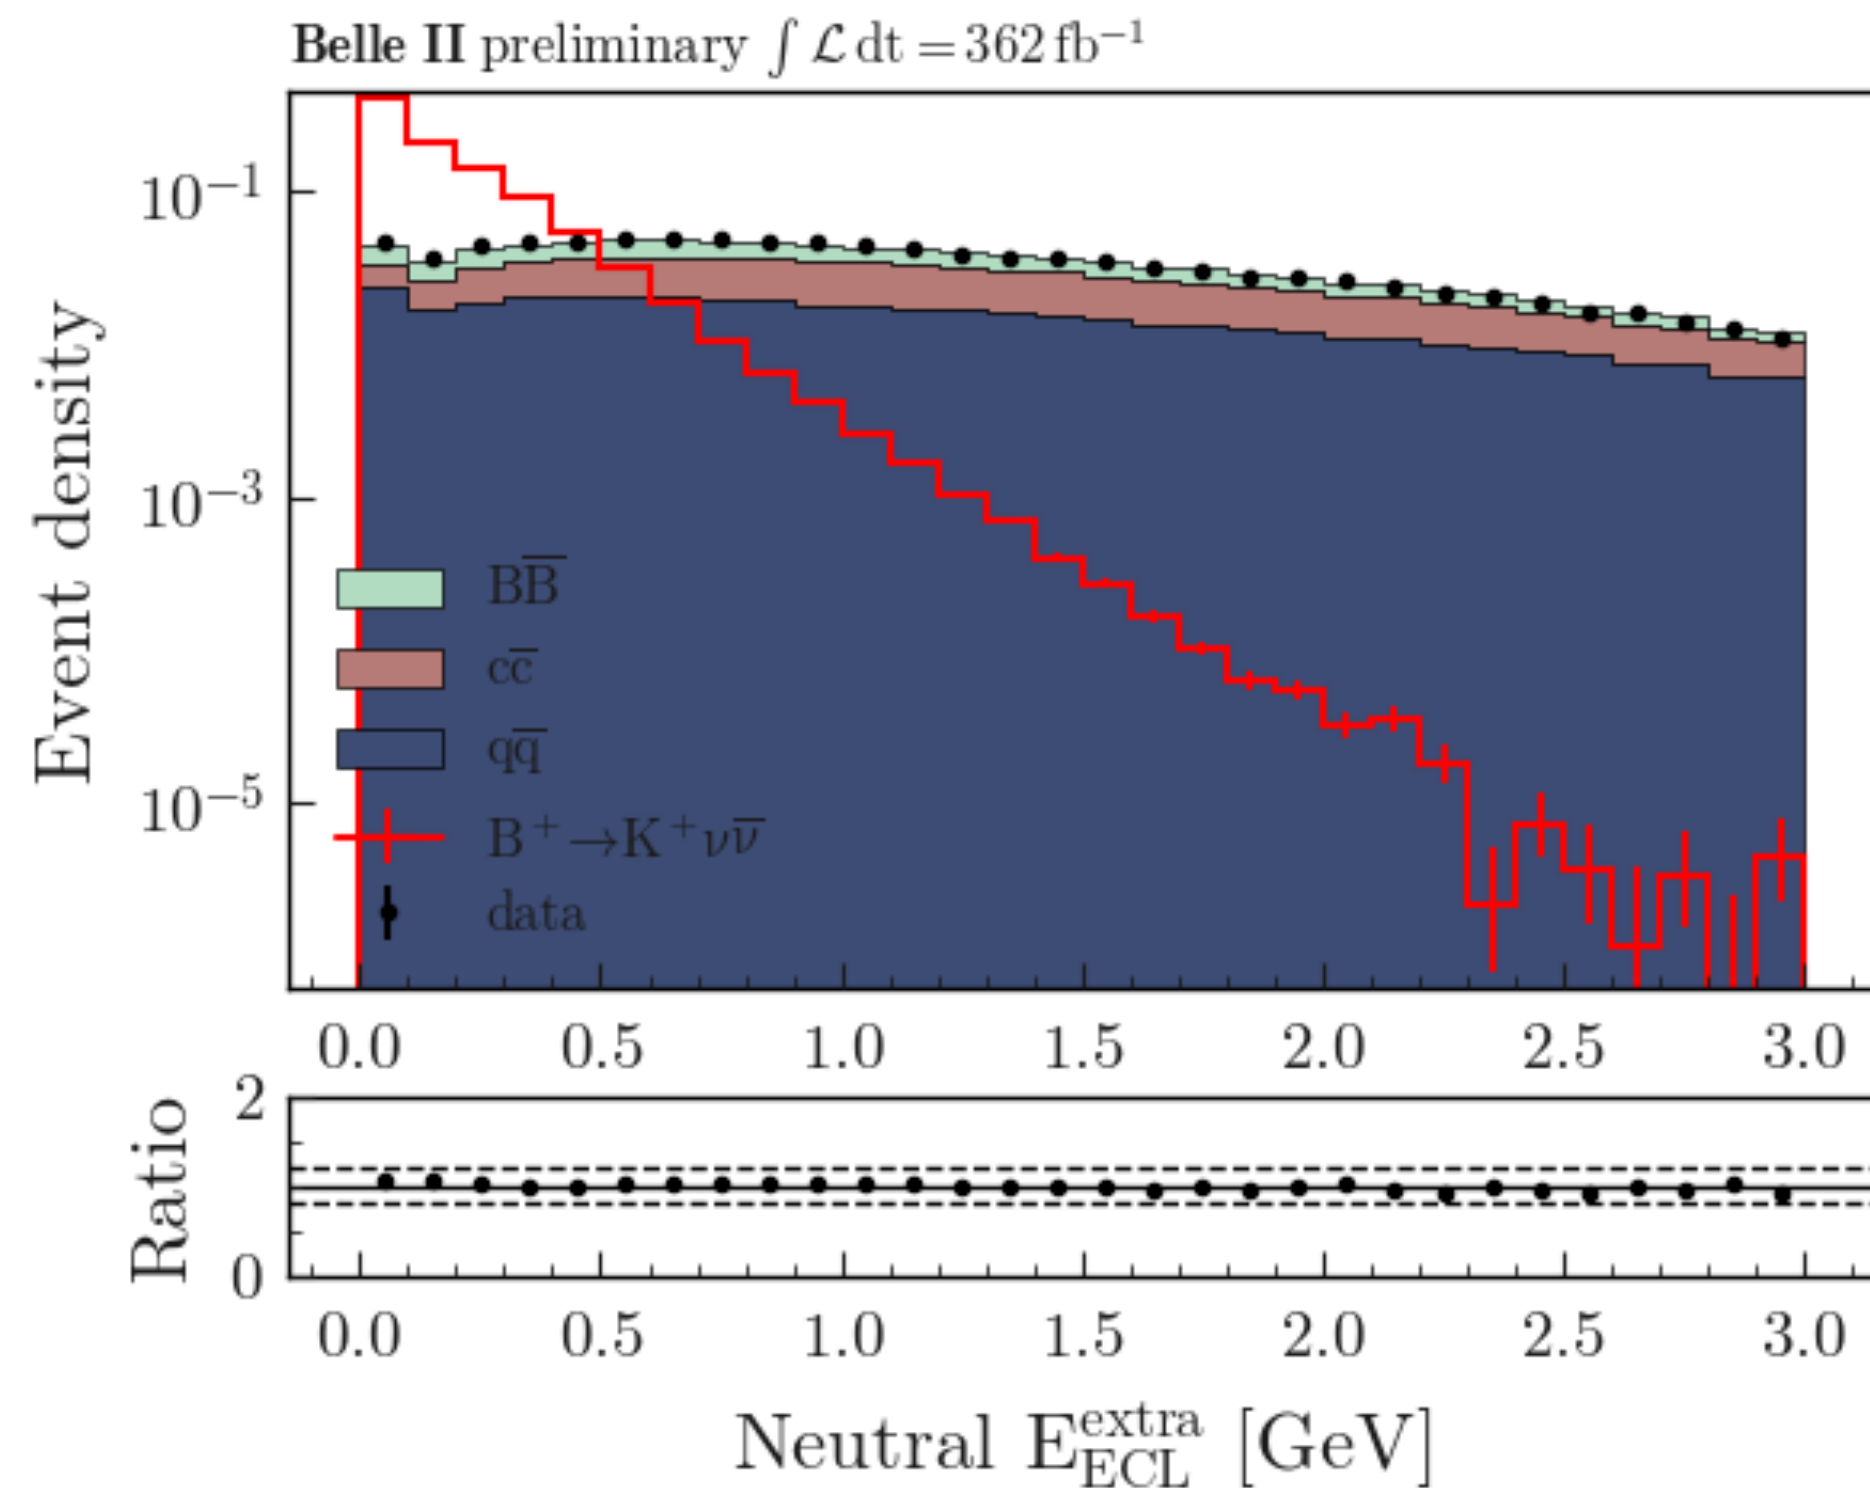 Belle II preliminary ∫ ℒ dt = 362 fb⁻¹
Event density
10⁻¹
10⁻³
10⁻⁵
BB̅
cc̅
qq̅
B⁺→K⁺νν̅
data
0.0 0.5 1.0 1.5 2.0 2.5 3.0
Ratio
2
0
0.0 0.5 1.0 1.5 2.0 2.5 3.0
Neutral E_ECL^extra [GeV]